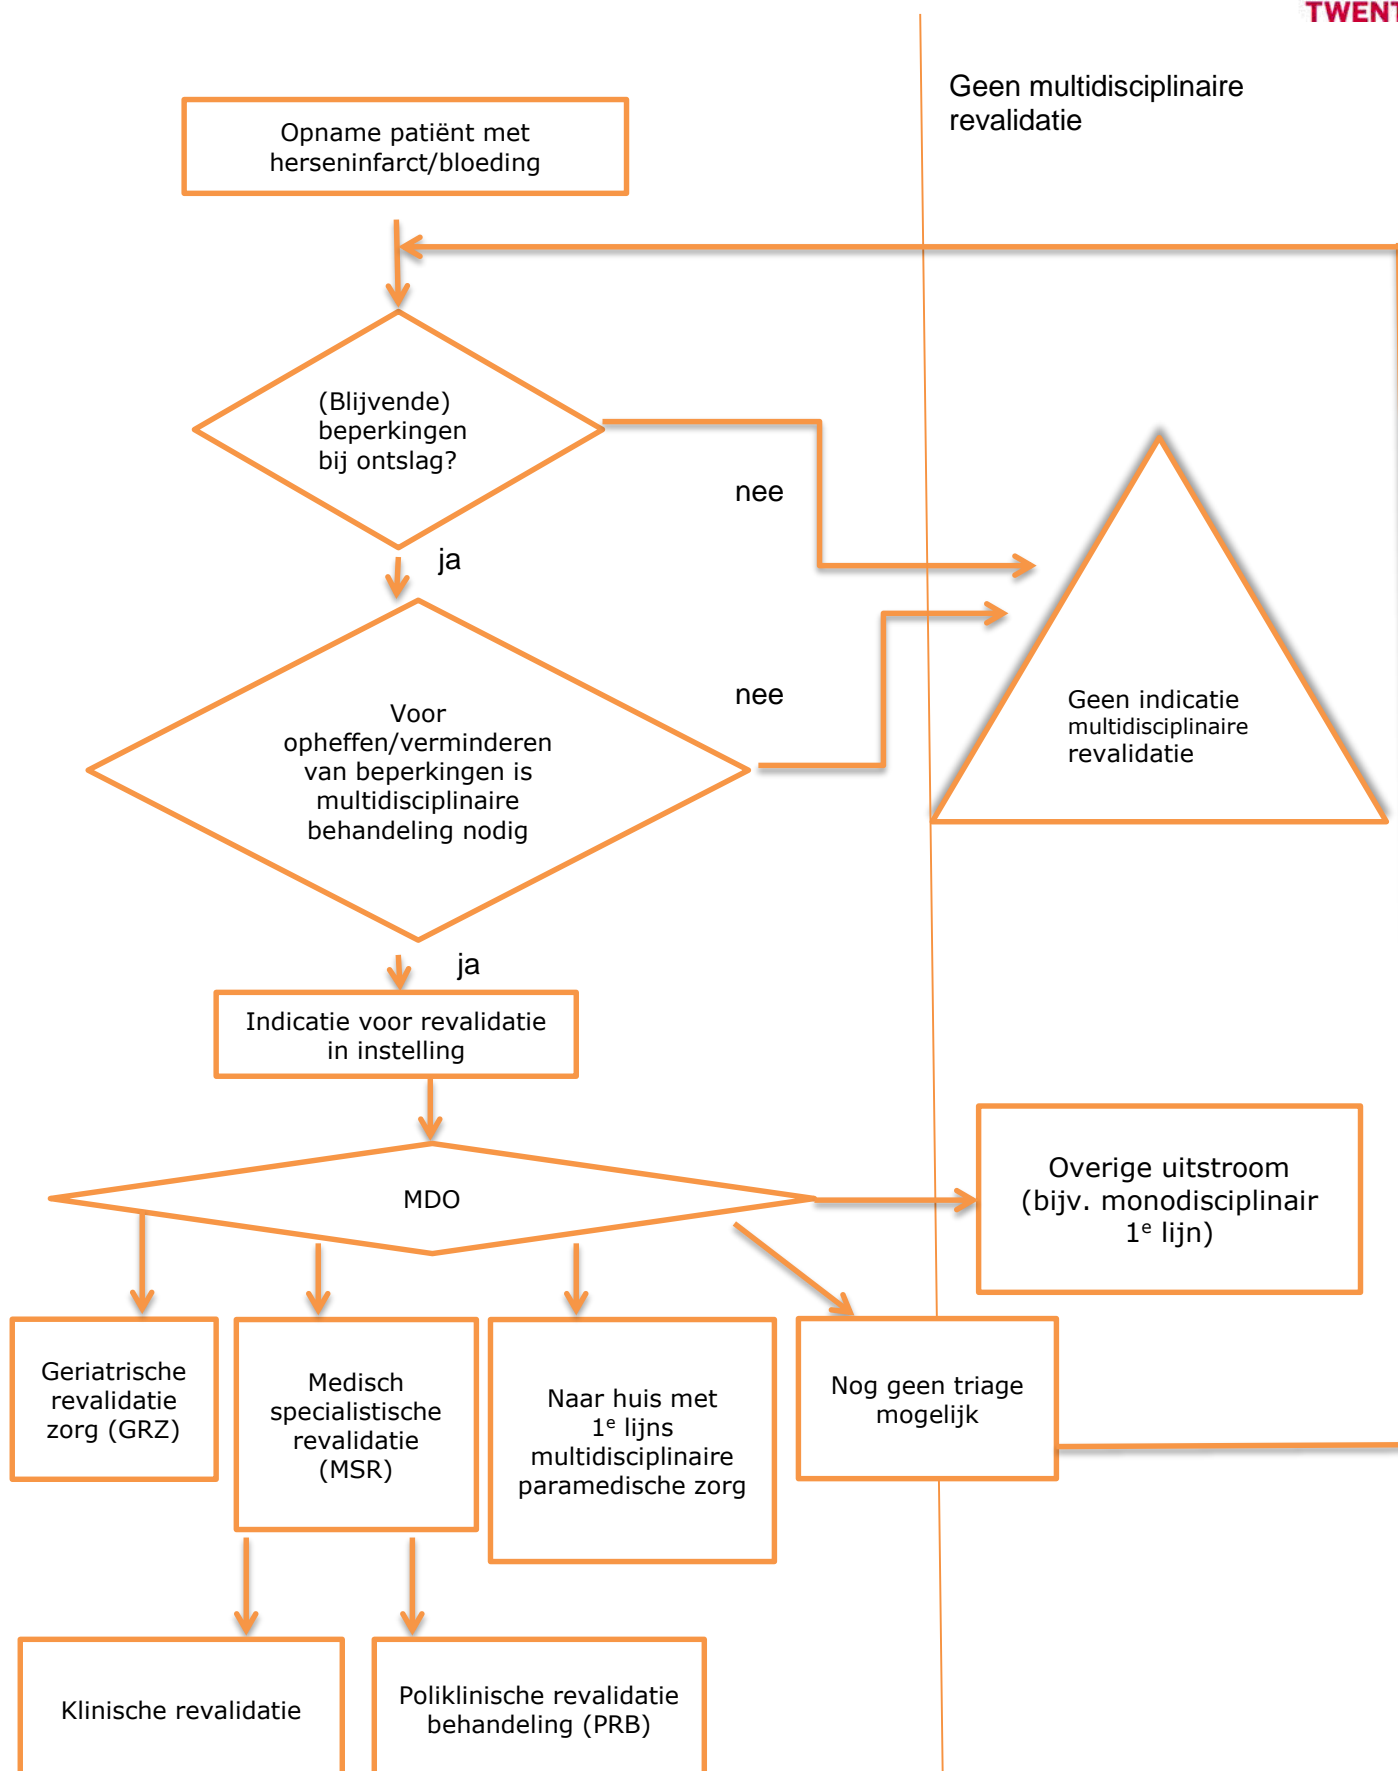 TWENT
Geen multidisciplinaire
revalidatie
Opname patiënt met
herseninfarct/bloeding
(Blijvende)
beperkingen
bij ontslag?
nee
ja
Voor
opheffen/verminderen
van beperkingen is
multidisciplinaire
behandeling nodig
nee
Geen indicatie
multidisciplinaire
revalidatie
ja
Indicatie voor revalidatie
in instelling
MDO
Overige uitstroom
(bijv. monodisciplinair
1e lijn)
Geriatrische
revalidatie
zorg (GRZ)
Medisch
specialistische
revalidatie
(MSR)
Naar huis met
1e lijns
multidisciplinaire
paramedische zorg
Nog geen triage
mogelijk
Klinische revalidatie
Poliklinische revalidatie
behandeling (PRB)